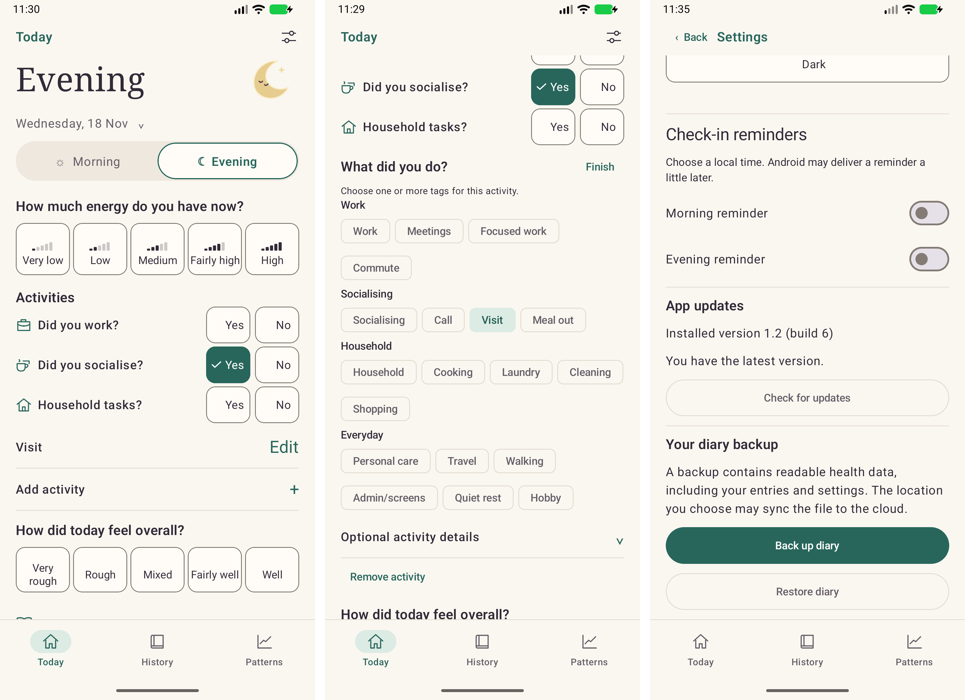 11:30
Today
Evening
Wednesday, 18 Nov
Morning
Evening
How much energy do you have now?
Very low
Low
Medium
Fairly high
High
Activities
Did you work?
Yes
No
Did you socialise?
Yes
No
Household tasks?
Yes
No
Visit
Edit
Add activity
+
How did today feel overall?
Very
rough
Rough
Mixed
Fairly well
Well
Today
History
Patterns
11:29
Today
Did you socialise?
Yes
No
Household tasks?
Yes
No
What did you do?
Finish
Choose one or more tags for this activity.
Work
Work
Meetings
Focused work
Commute
Socialising
Socialising
Call
Visit
Meal out
Household
Household
Cooking
Laundry
Cleaning
Shopping
Everyday
Personal care
Travel
Walking
Admin/screens
Quiet rest
Hobby
Optional activity details
Remove activity
How did today feel overall?
Today
History
Patterns
11:35
‹ Back
Settings
Dark
Check-in reminders
Choose a local time. Android may deliver a reminder a
little later.
Morning reminder
Evening reminder
App updates
Installed version 1.2 (build 6)
You have the latest version.
Check for updates
Your diary backup
A backup contains readable health data,
including your entries and settings. The location
you choose may sync the file to the cloud.
Back up diary
Restore diary
Today
History
Patterns